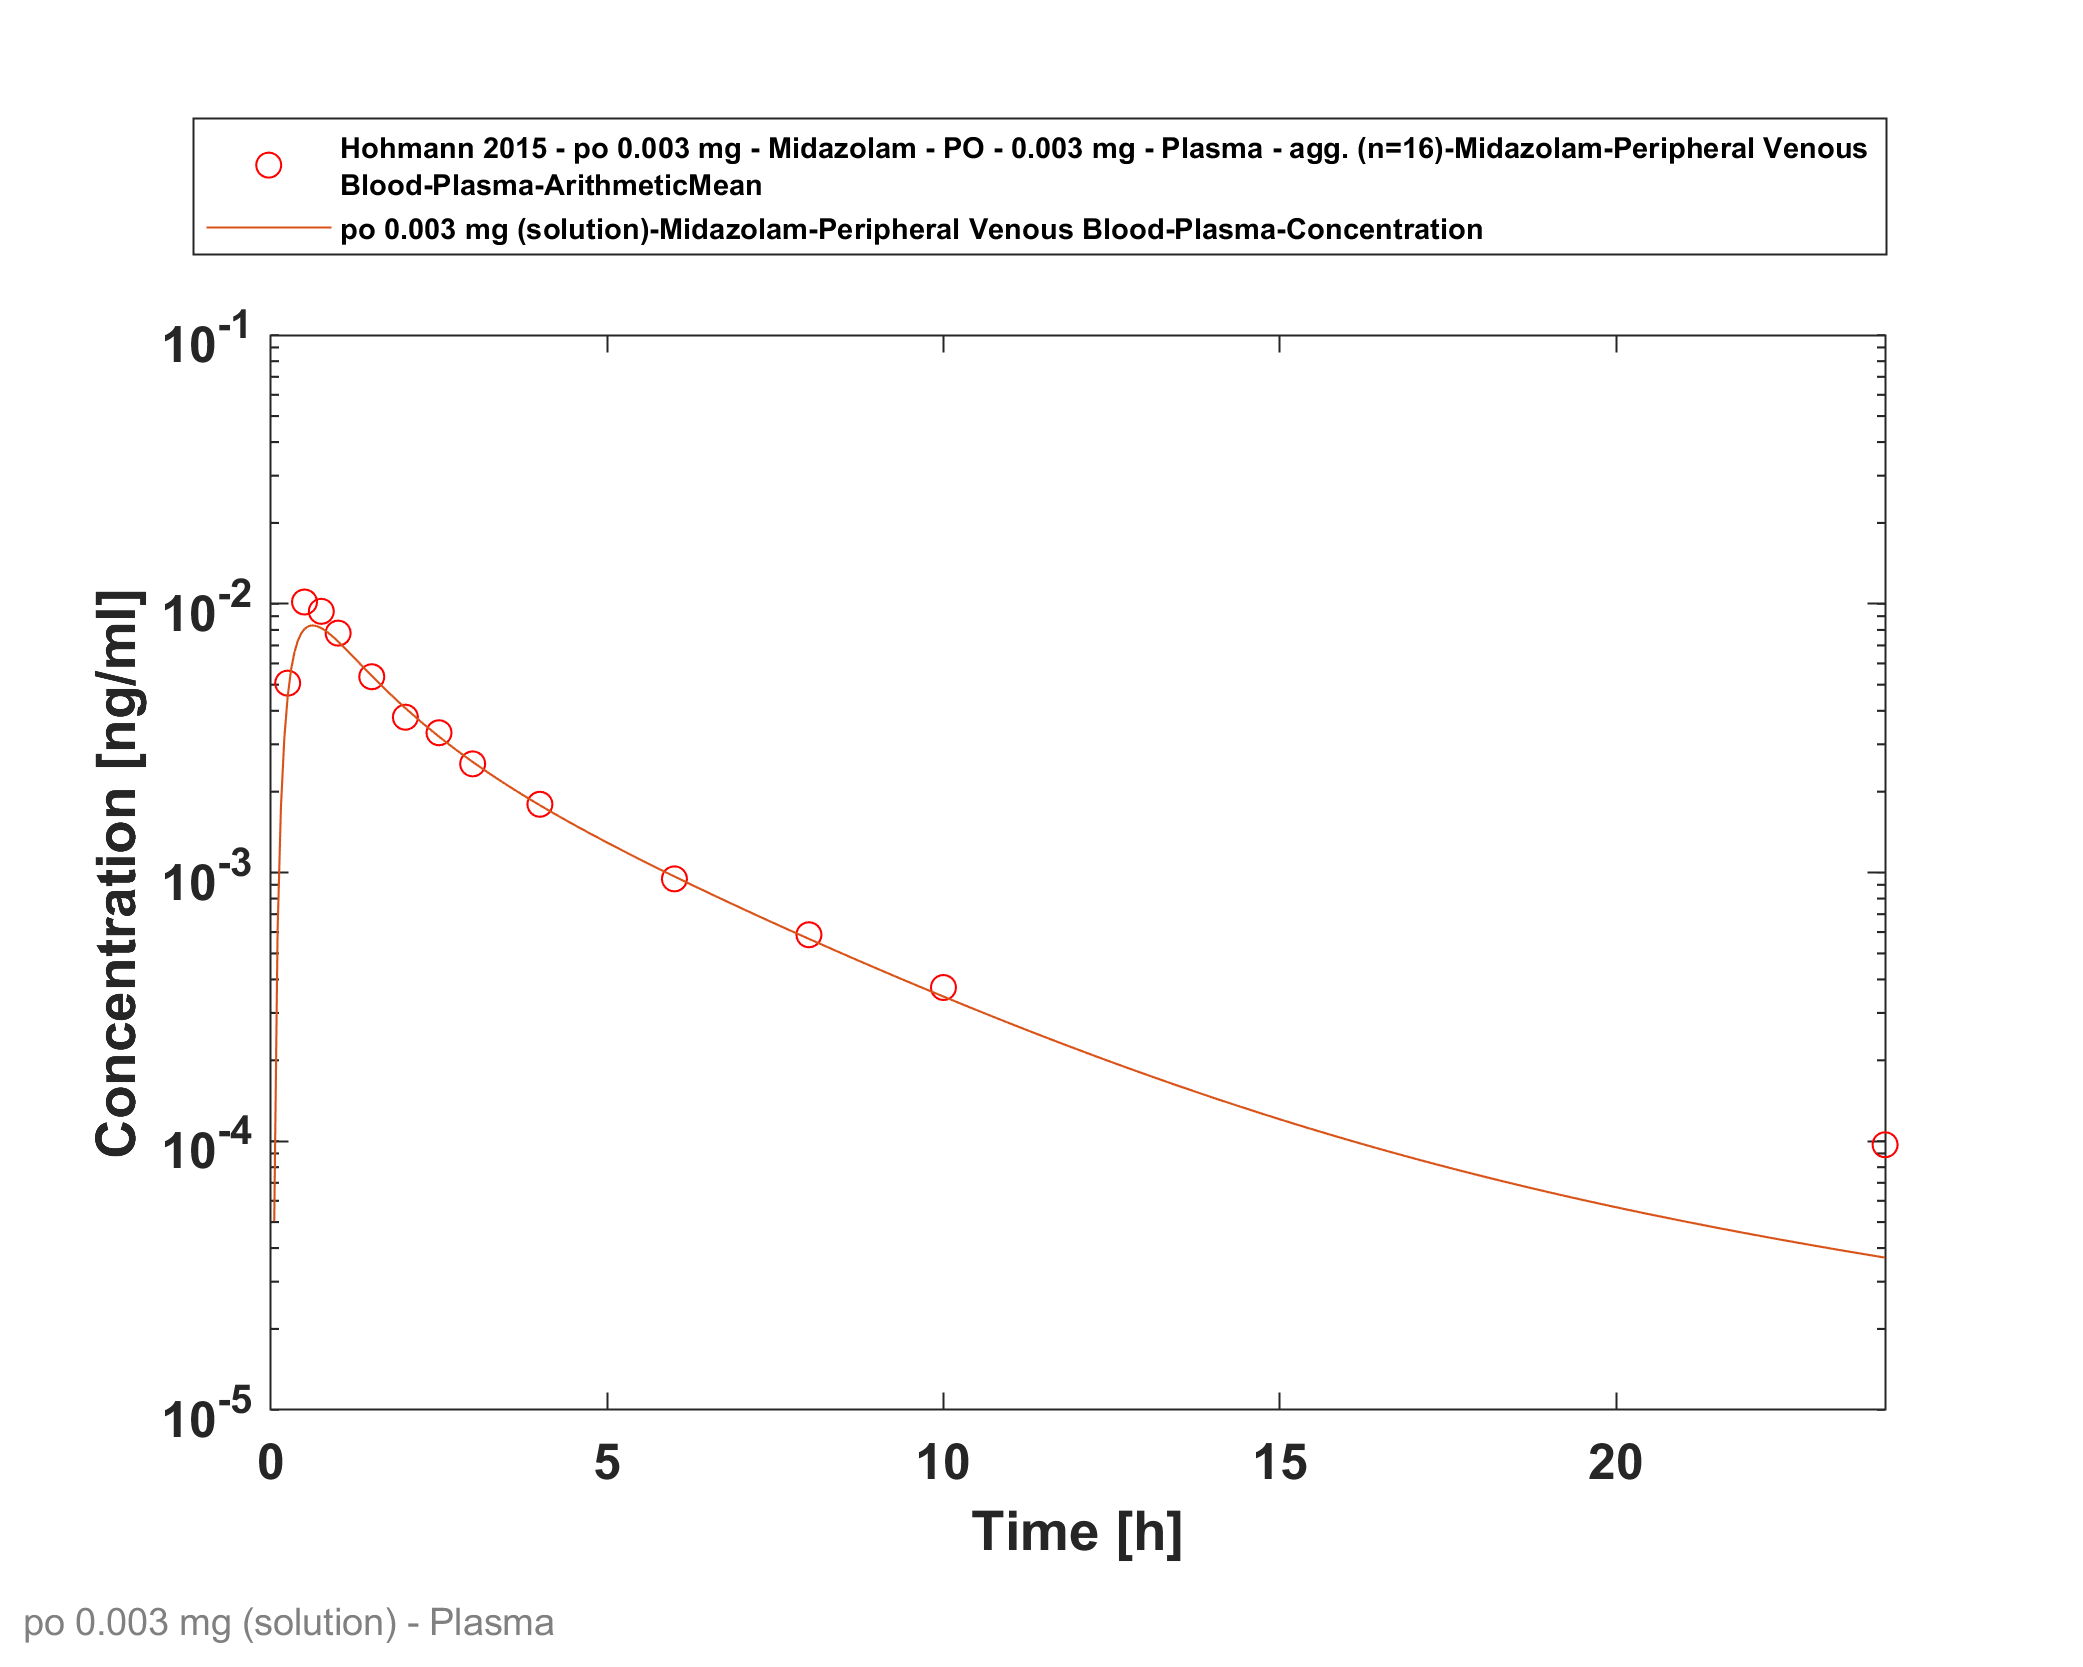 Hohmann 2015 - po 0.003 mg - Midazolam - PO - 0.003 mg - Plasma - agg. (n=16)-Midazolam-Peripheral Venous
Blood-Plasma-ArithmeticMean
po 0.003 mg (solution)-Midazolam-Peripheral Venous Blood-Plasma-Concentration
10^-1
10^-2
10^-3
10^-4
10^-5
Concentration [ng/ml]
0 5 10 15 20
Time [h]
po 0.003 mg (solution) - Plasma